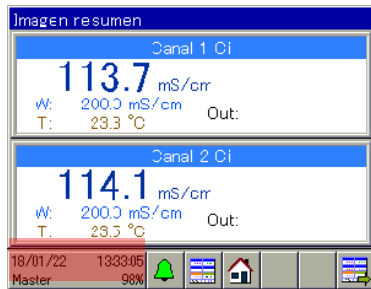 Imagen resumen
Canal 1 Ci
113.7 mS/cm
W: 200.0 mS/cm
T: 23.3 °C
Out:
Canal 2 Ci
114.1 mS/cm
W: 200.0 mS/cm
T: 23.5 °C
Out:
18/01/22 13:33:05
Master 98%